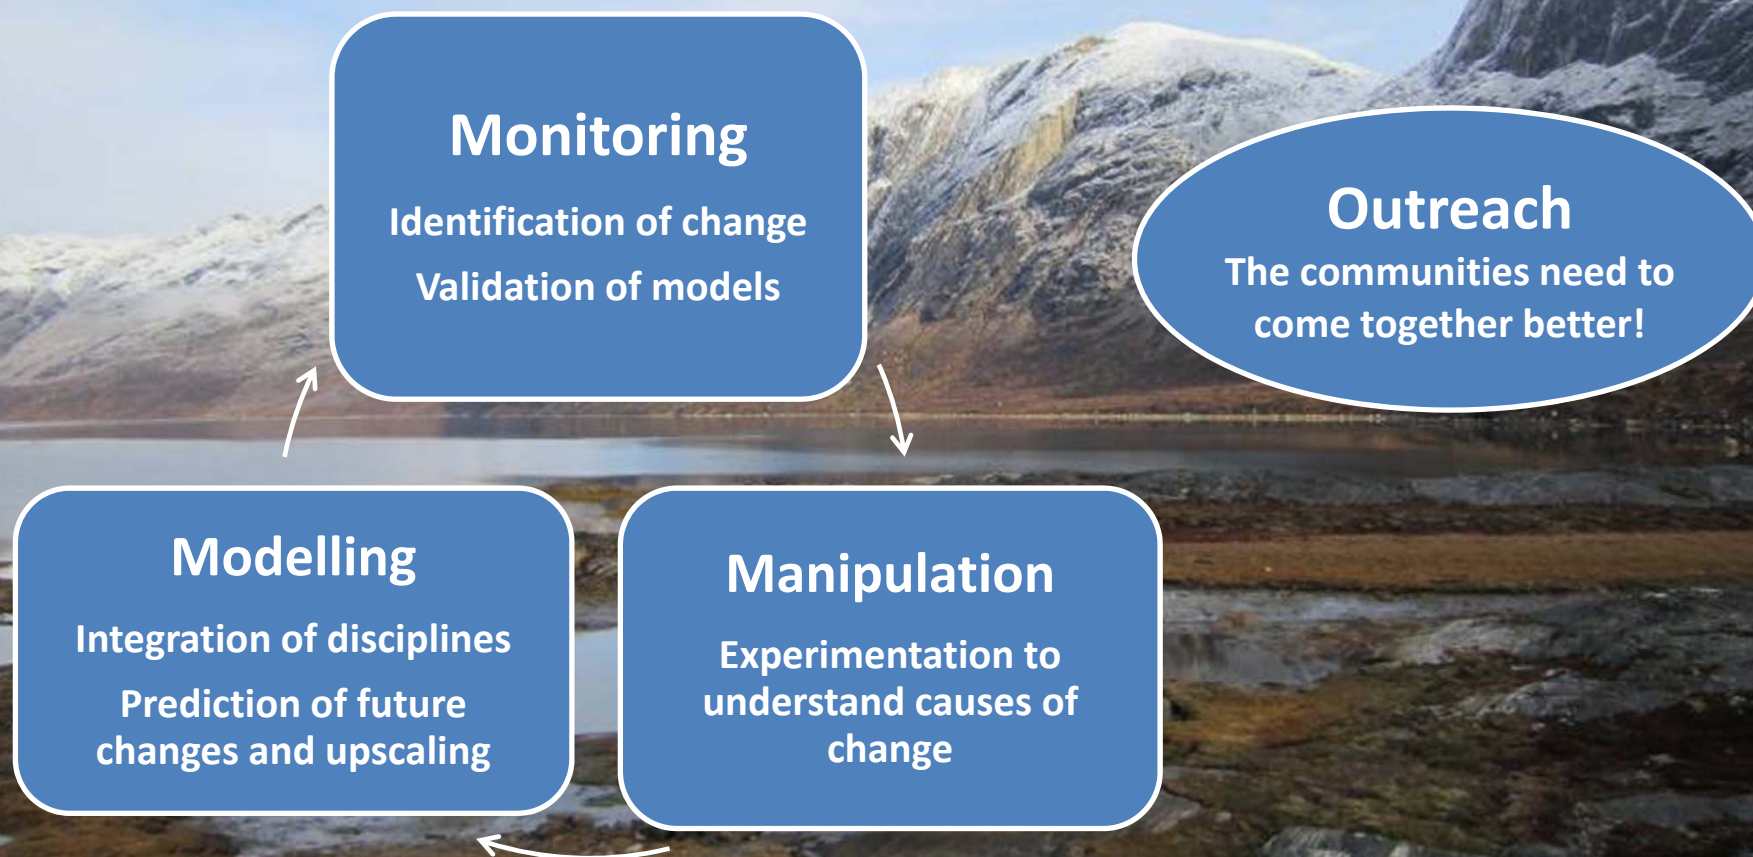 Monitoring
Identification of change
Validation of models
Outreach
The communities need to
come together better!
Modelling
Integration of disciplines
Prediction of future
changes and upscaling
Manipulation
Experimentation to
understand causes of
change